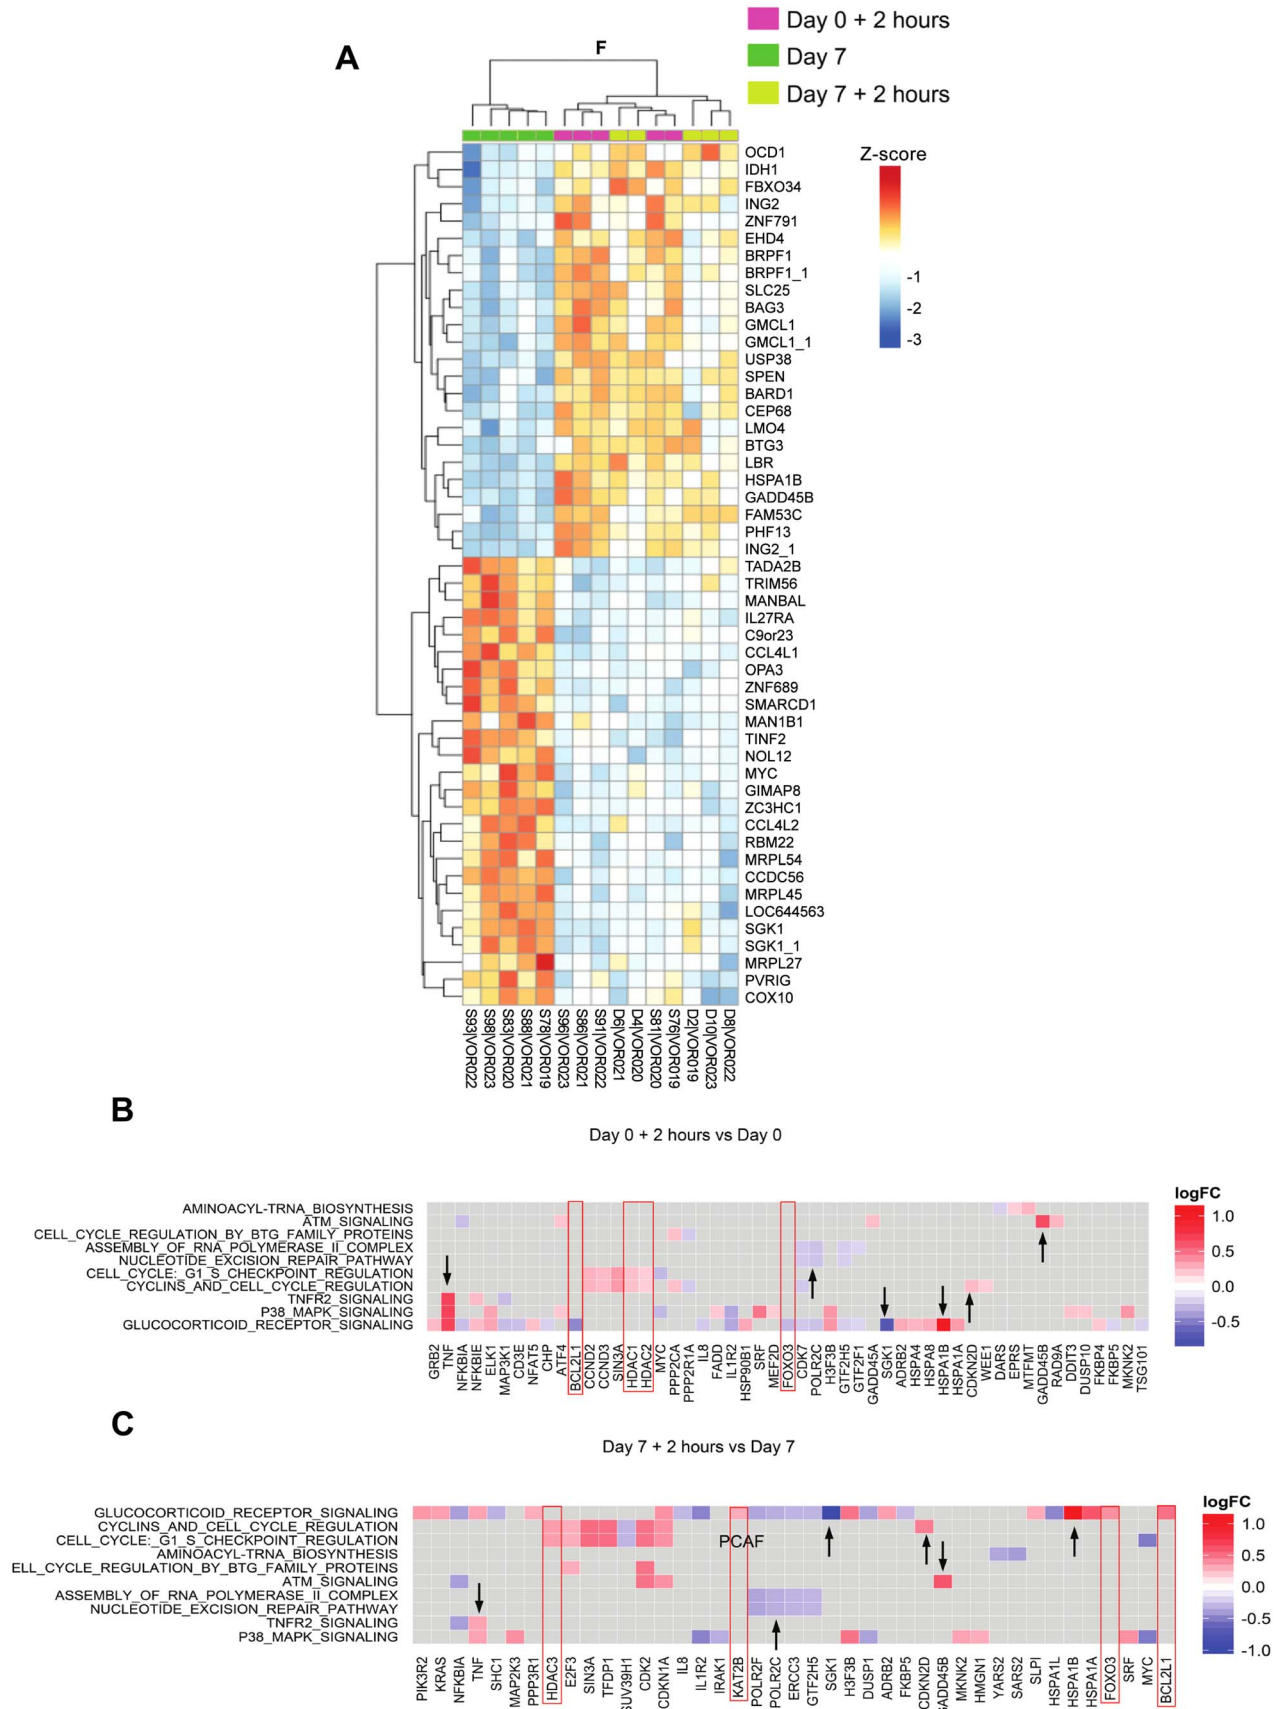 A
F
Day 0 + 2 hours
Day 7
Day 7 + 2 hours
Z-score
-1
-2
-3
OCD1
IDH1
FBXO34
ING2
ZNF791
EHD4
BRPF1
BRPF1_1
SLC25
BAG3
GMCL1
GMCL1_1
USP38
SPEN
BARD1
CEP68
LMO4
BTG3
LBR
HSPA1B
GADD45B
FAM53C
PHF13
ING2_1
TADA2B
TRIM56
MANBAL
IL27RA
C9or23
CCL4L1
OPA3
ZNF689
SMARCD1
MAN1B1
TINF2
NOL12
MYC
GIMAP8
ZC3HC1
CCL4L2
RBM22
MRPL54
CCDC56
MRPL45
LOC644563
SGK1
SGK1_1
MRPL27
PVRIG
COX10
S93|VOR022
S98|VOR023
S83|VOR020
S88|VOR021
S78|VOR019
S96|VOR023
S86|VOR021
S91|VOR022
D6|VOR021
D4|VOR020
S81|VOR020
S76|VOR019
D2|VOR019
D10|VOR023
D8|VOR022
B
Day 0 + 2 hours vs Day 0
AMINOACYL-TRNA_BIOSYNTHESIS
ATM_SIGNALING
CELL_CYCLE_REGULATION_BY_BTG_FAMILY_PROTEINS
ASSEMBLY_OF_RNA_POLYMERASE_II_COMPLEX
NUCLEOTIDE_EXCISION_REPAIR_PATHWAY
CELL_CYCLE:_G1_S_CHECKPOINT_REGULATION
CYCLINS_AND_CELL_CYCLE_REGULATION
TNFR2_SIGNALING
P38_MAPK_SIGNALING
GLUCOCORTICOID_RECEPTOR_SIGNALING
GRB2
TNF
NFKBIA
NFKBIE
ELK1
MAP3K1
CD3E
NFAT5
CHP
ATF4
BCL2L1
CCND2
CCND3
SIN3A
HDAC1
HDAC2
MYC
PPP2CA
PPP2R1A
IL8
FADD
IL1R2
HSP90B1
SRF
MEF2D
FOXO3
CDK7
POLR2C
H3F3B
GTF2H5
GTF2F1
GADD45A
SGK1
ADRB2
HSPA4
HSPA8
HSPA1B
HSPA1A
CDKN2D
WEE1
DARS
EPRS
MTFMT
GADD45B
RAD9A
DDIT3
DUSP10
FKBP4
FKBP5
MKNK2
TSG101
logFC
1.0
0.5
0.0
-0.5
C
Day 7 + 2 hours vs Day 7
GLUCOCORTICOID_RECEPTOR_SIGNALING
CYCLINS_AND_CELL_CYCLE_REGULATION
CELL_CYCLE:_G1_S_CHECKPOINT_REGULATION
AMINOACYL-TRNA_BIOSYNTHESIS
ELL_CYCLE_REGULATION_BY_BTG_FAMILY_PROTEINS
ATM_SIGNALING
ASSEMBLY_OF_RNA_POLYMERASE_II_COMPLEX
NUCLEOTIDE_EXCISION_REPAIR_PATHWAY
TNFR2_SIGNALING
P38_MAPK_SIGNALING
PCAF
PIK3R2
KRAS
NFKBIA
TNF
SHC1
MAP2K3
PPP3R1
HDAC3
E2F3
SIN3A
TFDP1
SUV39H1
CDK2
CDKN1A
IL8
IL1R2
IRAK1
KAT2B
POLR2F
POLR2C
ERCC3
GTF2H5
SGK1
H3F3B
DUSP1
ADRB2
FKBP5
CDKN2D
GADD45B
MKNK2
HMGN1
YARS2
SARS2
SLPI
HSPA1L
HSPA1B
HSPA1A
FOXO3
SRF
MYC
BCL2L1
logFC
1.0
0.5
0.0
-0.5
-1.0